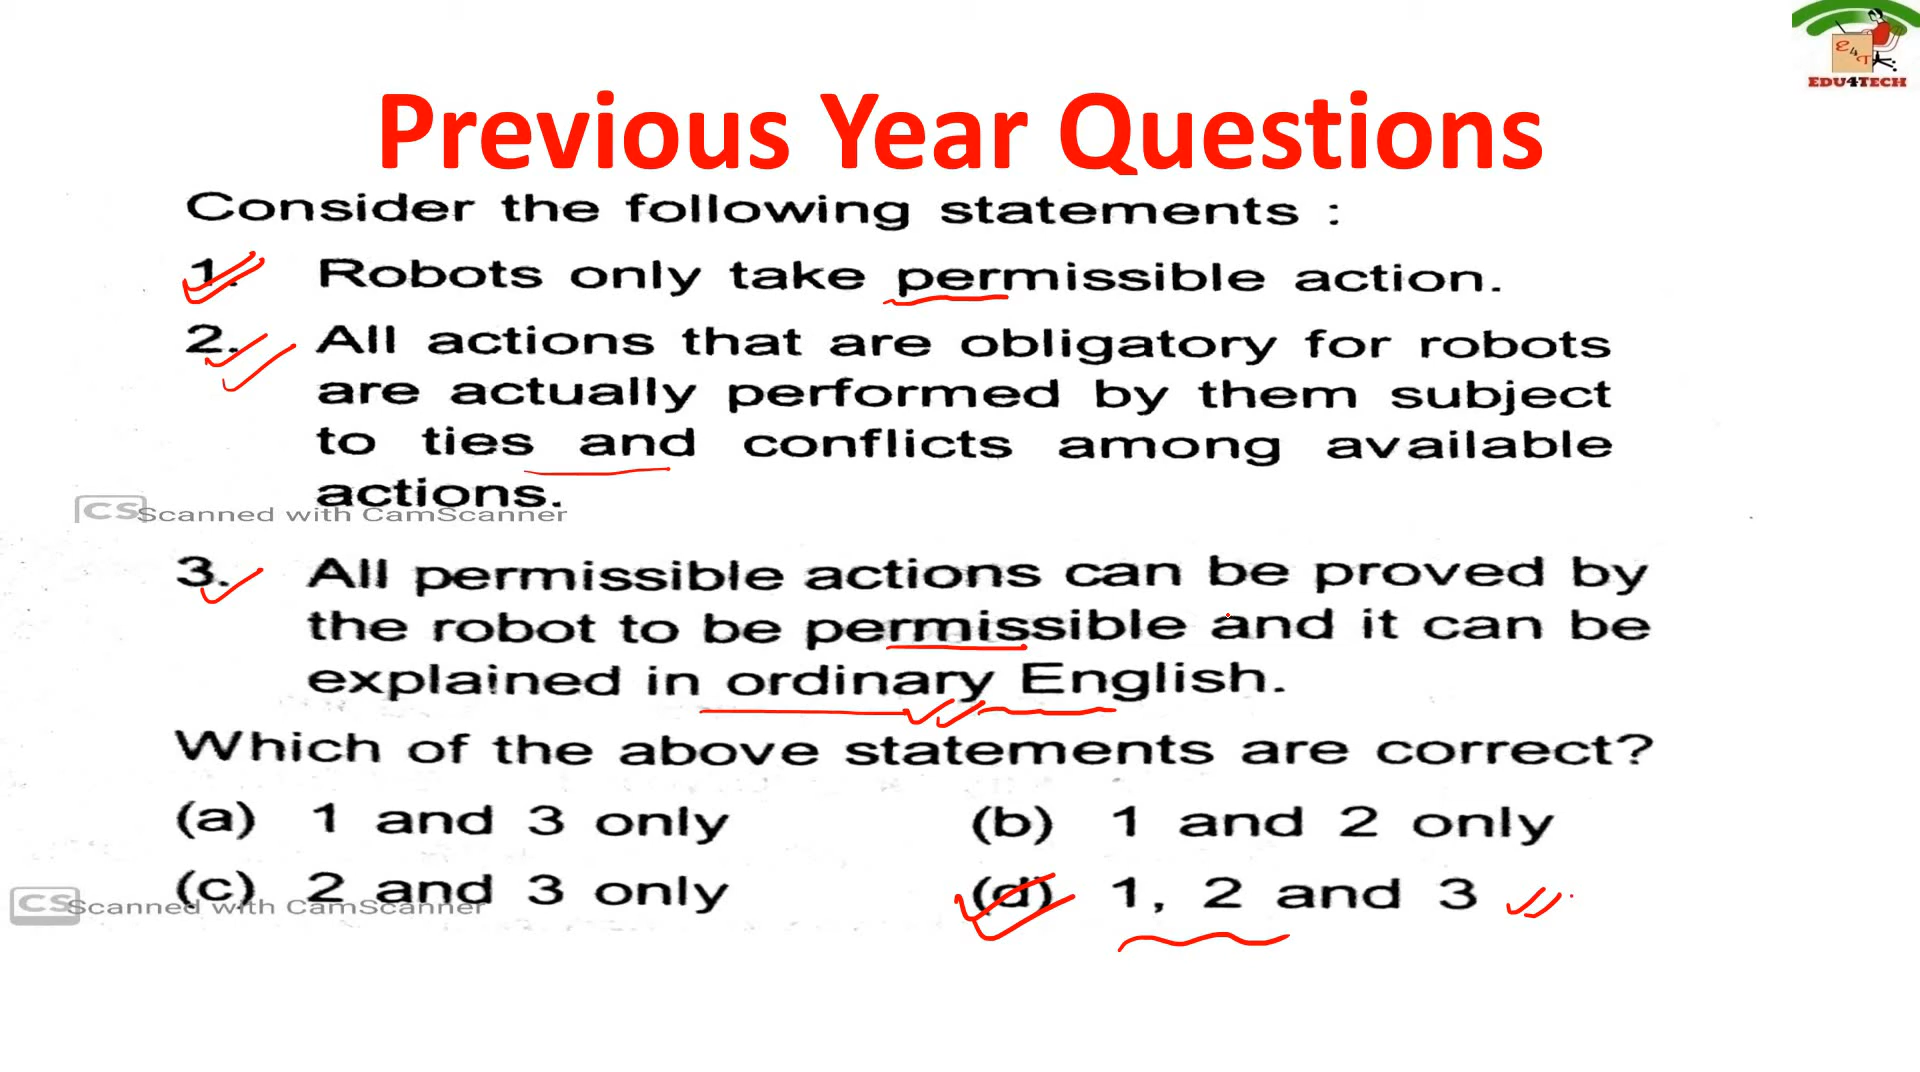 EDU4TECH
Previous Year Questions
Consider the following statements :
1. Robots only take permissible action.
2. All actions that are obligatory for robots
are actually performed by them subject
to ties and conflicts among available
actions.
CS Scanned with CamScanner
3. All permissible actions can be proved by
the robot to be permissible and it can be
explained in ordinary English.
Which of the above statements are correct?
(a) 1 and 3 only (b) 1 and 2 only
(c) 2 and 3 only (d) 1, 2 and 3
CS Scanned with CamScanner